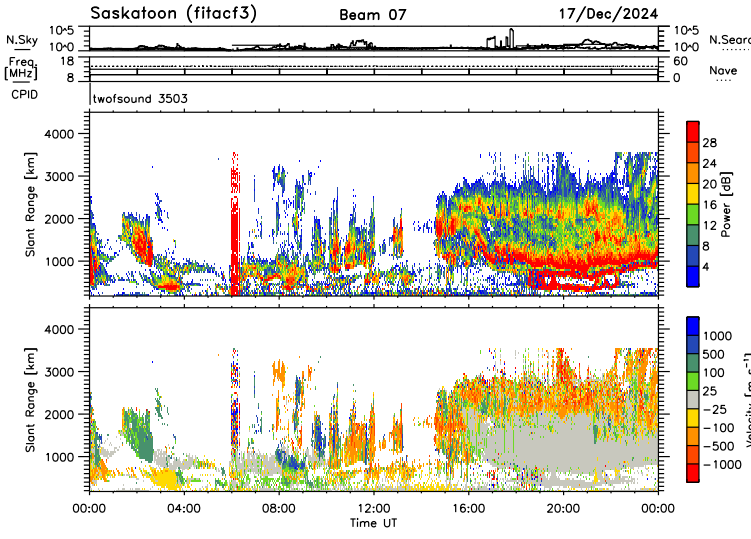 Saskatoon (fitacf3) Beam 07 17/Dec/2024
N.Sky 10^5 10^0 10^5 10^0 N.Searc
Freq. [MHz] 18 8 60 0 Nave
CPID twofsound 3503
Slant Range [km] 4000 3000 2000 1000
Power [dB] 28 24 20 16 12 8 4
Slant Range [km] 4000 3000 2000 1000
Velocity [m s⁻¹] 1000 500 100 25 -25 -100 -500 -1000
00:00 04:00 08:00 12:00 16:00 20:00 00:00
Time UT